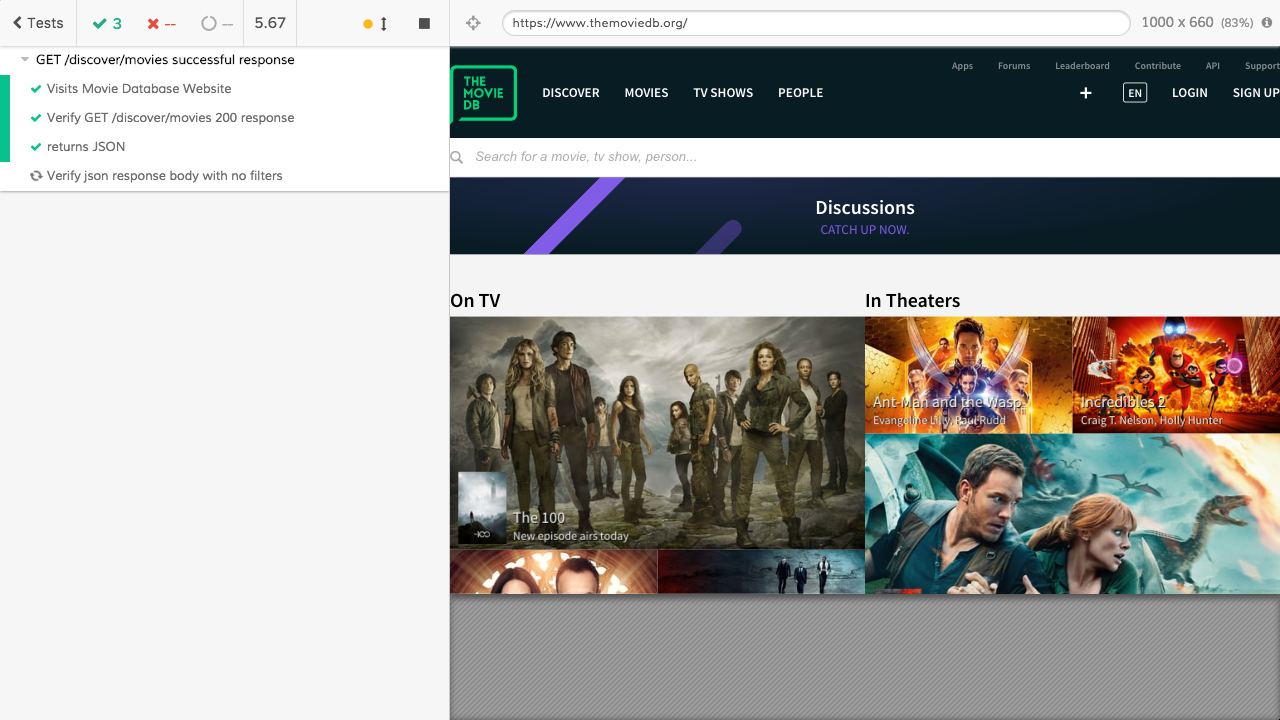 Tests
3
--
--
5.67
https://www.themoviedb.org/
1000 x 660 (83%)
GET /discover/movies successful response
Visits Movie Database Website
Verify GET /discover/movies 200 response
returns JSON
Verify json response body with no filters
Apps Forums Leaderboard Contribute API Support
THE
MOVIE
DB
DISCOVER MOVIES TV SHOWS PEOPLE
+ EN LOGIN SIGN UP
Search for a movie, tv show, person...
Discussions
CATCH UP NOW.
On TV
In Theaters
Ant-Man and the Wasp
Evangeline Lilly, Paul Rudd
Incredibles 2
Craig T. Nelson, Holly Hunter
The 100
New episode airs today